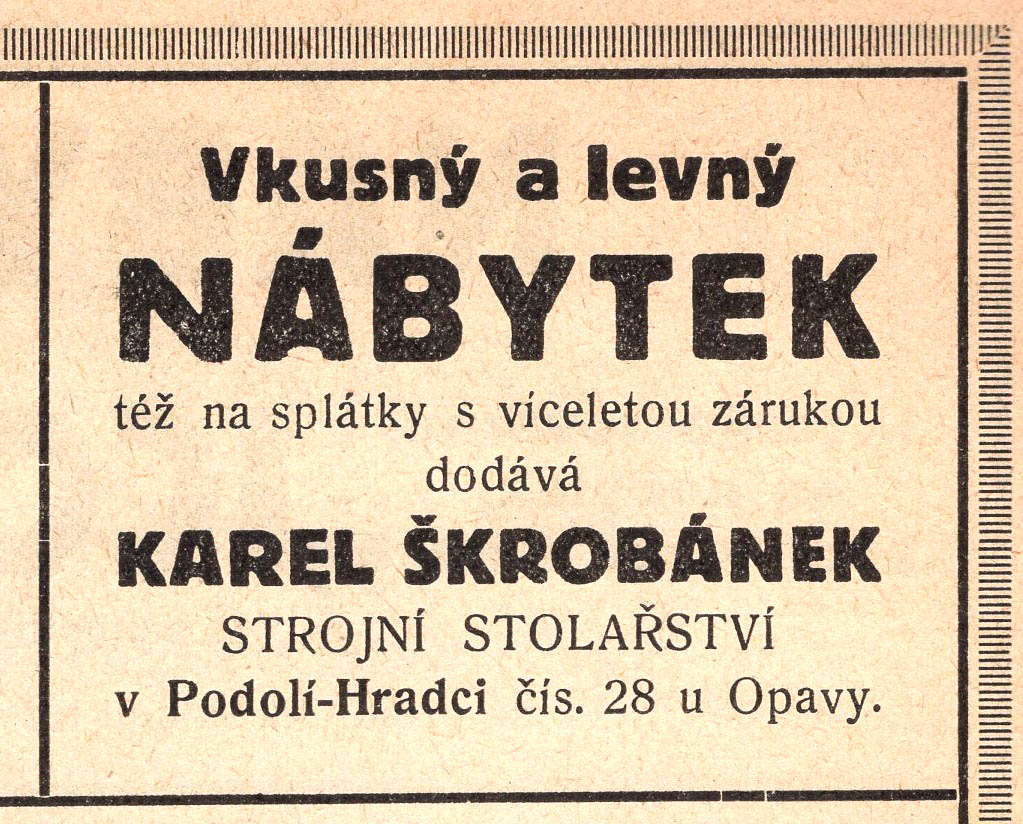 Vkusný a levný
NÁBYTEK
též na splátky s víceletou zárukou
dodává
KAREL ŠKROBÁNEK
STROJNÍ STOLAŘSTVÍ
v Podolí-Hradci čís. 28 u Opavy.